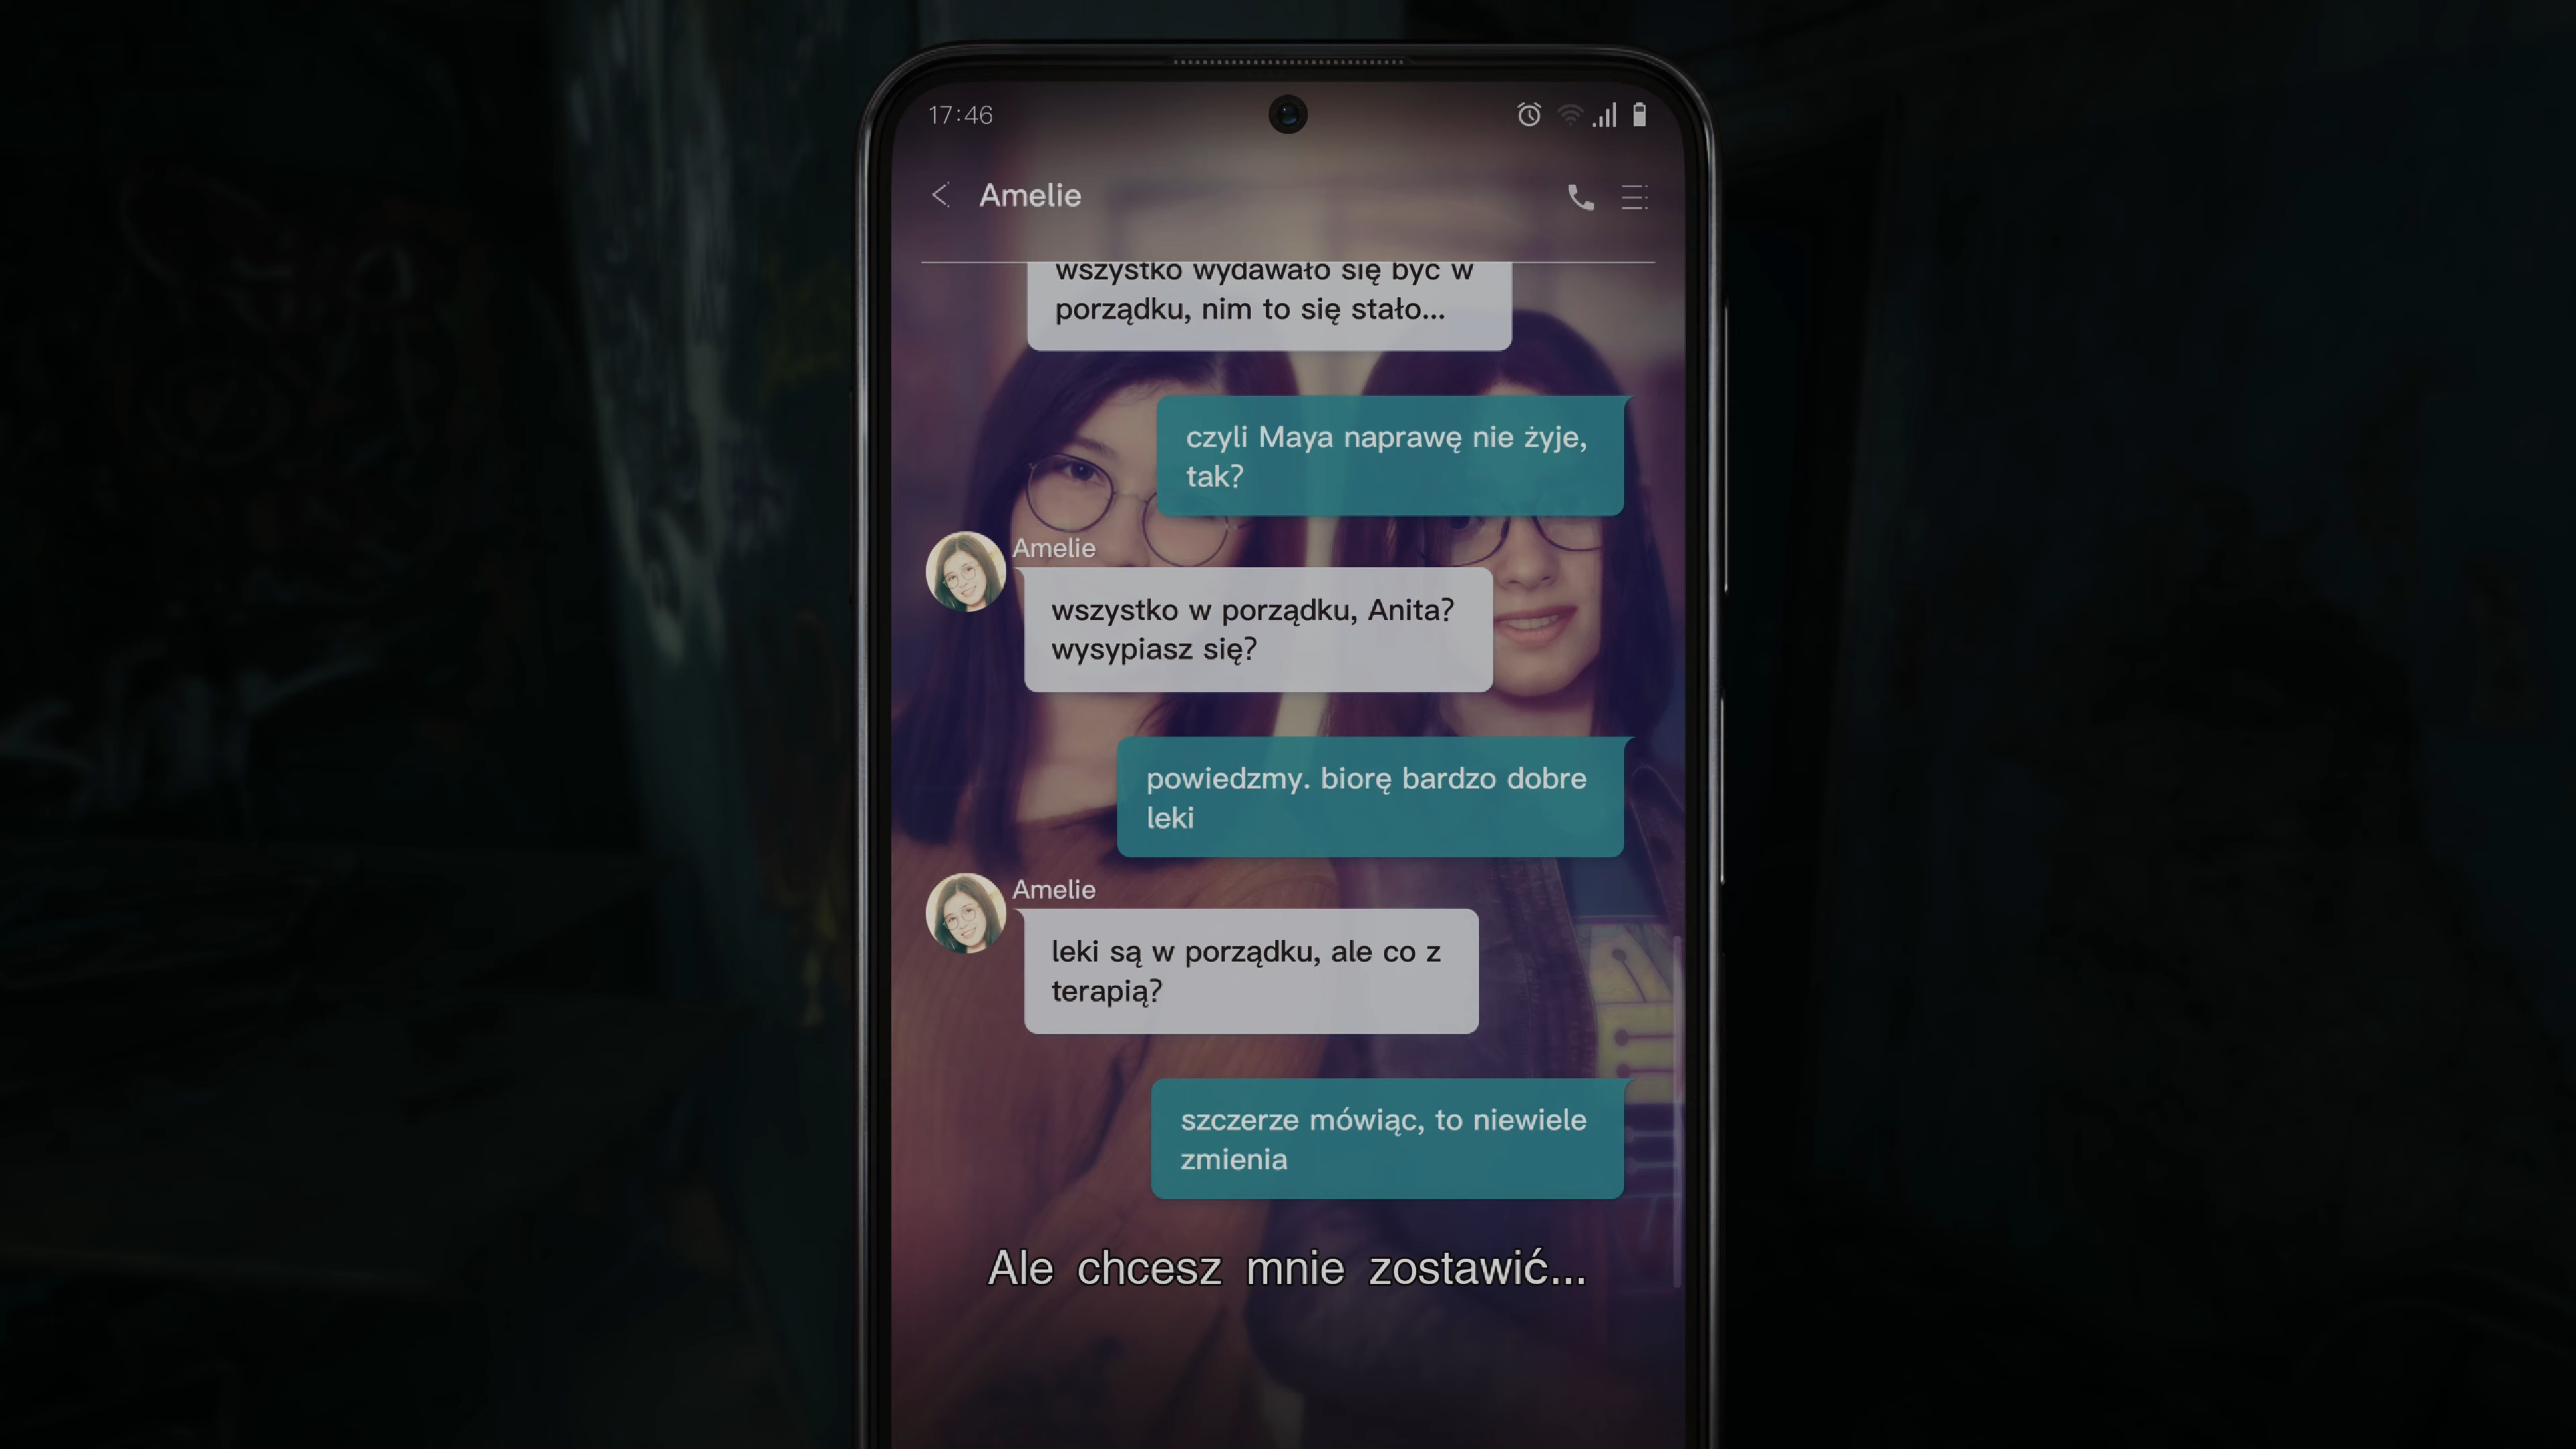 17:46
Amelie
wszystko wydawało się być w
porządku, nim to się stało...
czyli Maya naprawę nie żyje,
tak?
Amelie
wszystko w porządku, Anita?
wysypiasz się?
powiedzmy. biorę bardzo dobre
leki
Amelie
leki są w porządku, ale co z
terapią?
szczerze mówiąc, to niewiele
zmienia
Ale chcesz mnie zostawić...